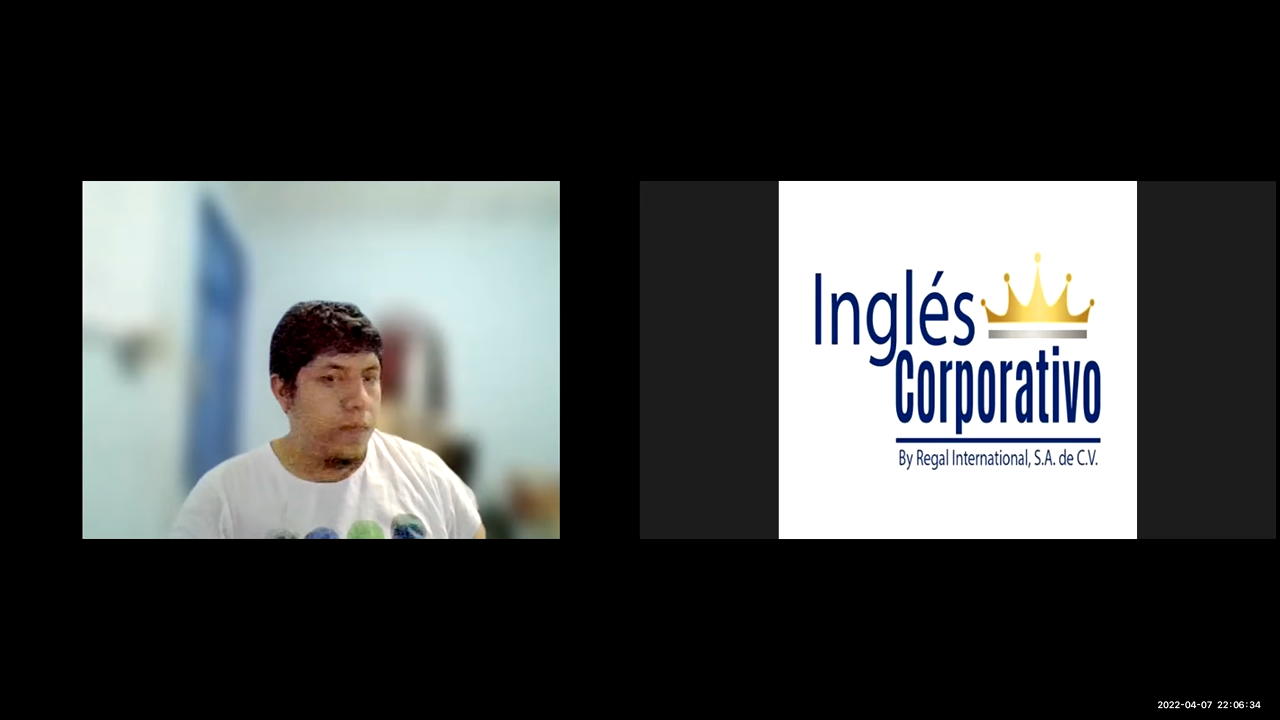 Inglés
Corporativo
By Regal International, S.A. de C.V.
2022-04-07 22:06:34